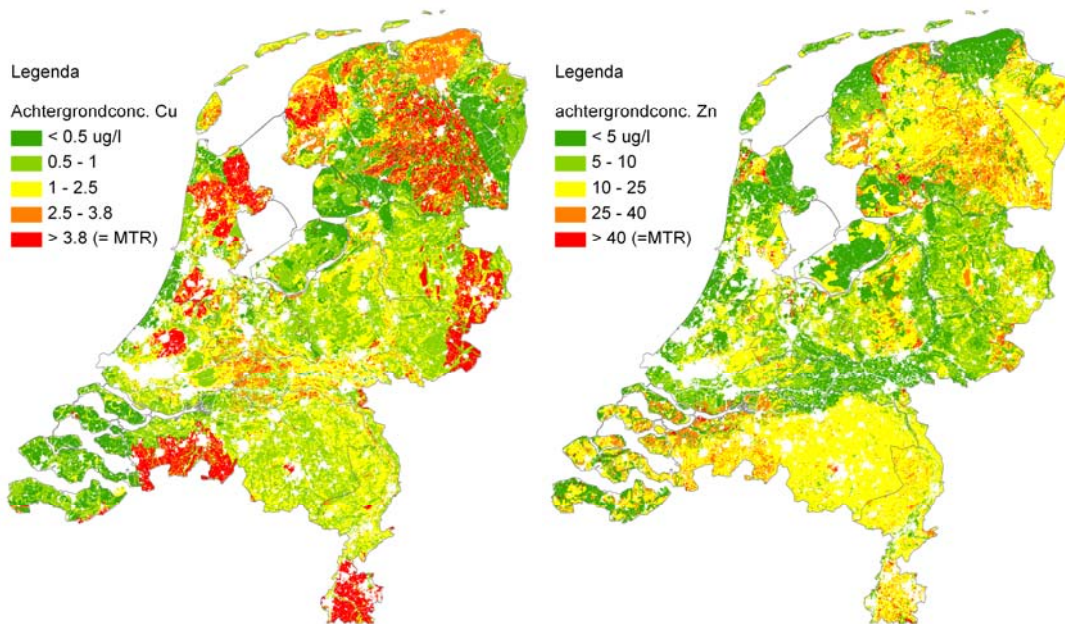 Legenda
Achtergrondconc. Cu
< 0.5 ug/l
0.5 - 1
1 - 2.5
2.5 - 3.8
> 3.8 (= MTR)
Legenda
achtergrondconc. Zn
< 5 ug/l
5 - 10
10 - 25
25 - 40
> 40 (=MTR)